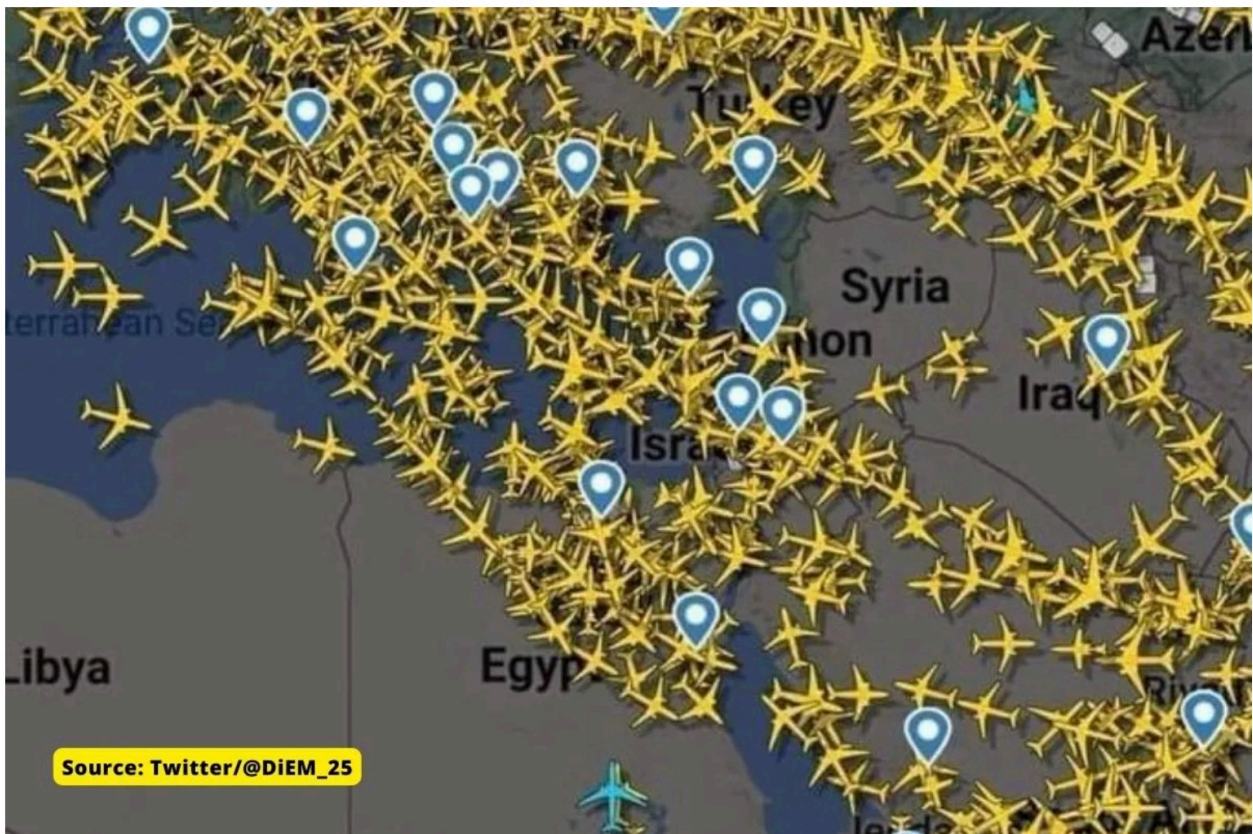 Azer
Turkey
Syria
terranean Se
non
Iraq
Isra
Libya
Egyp
Source: Twitter/@DiEM_25